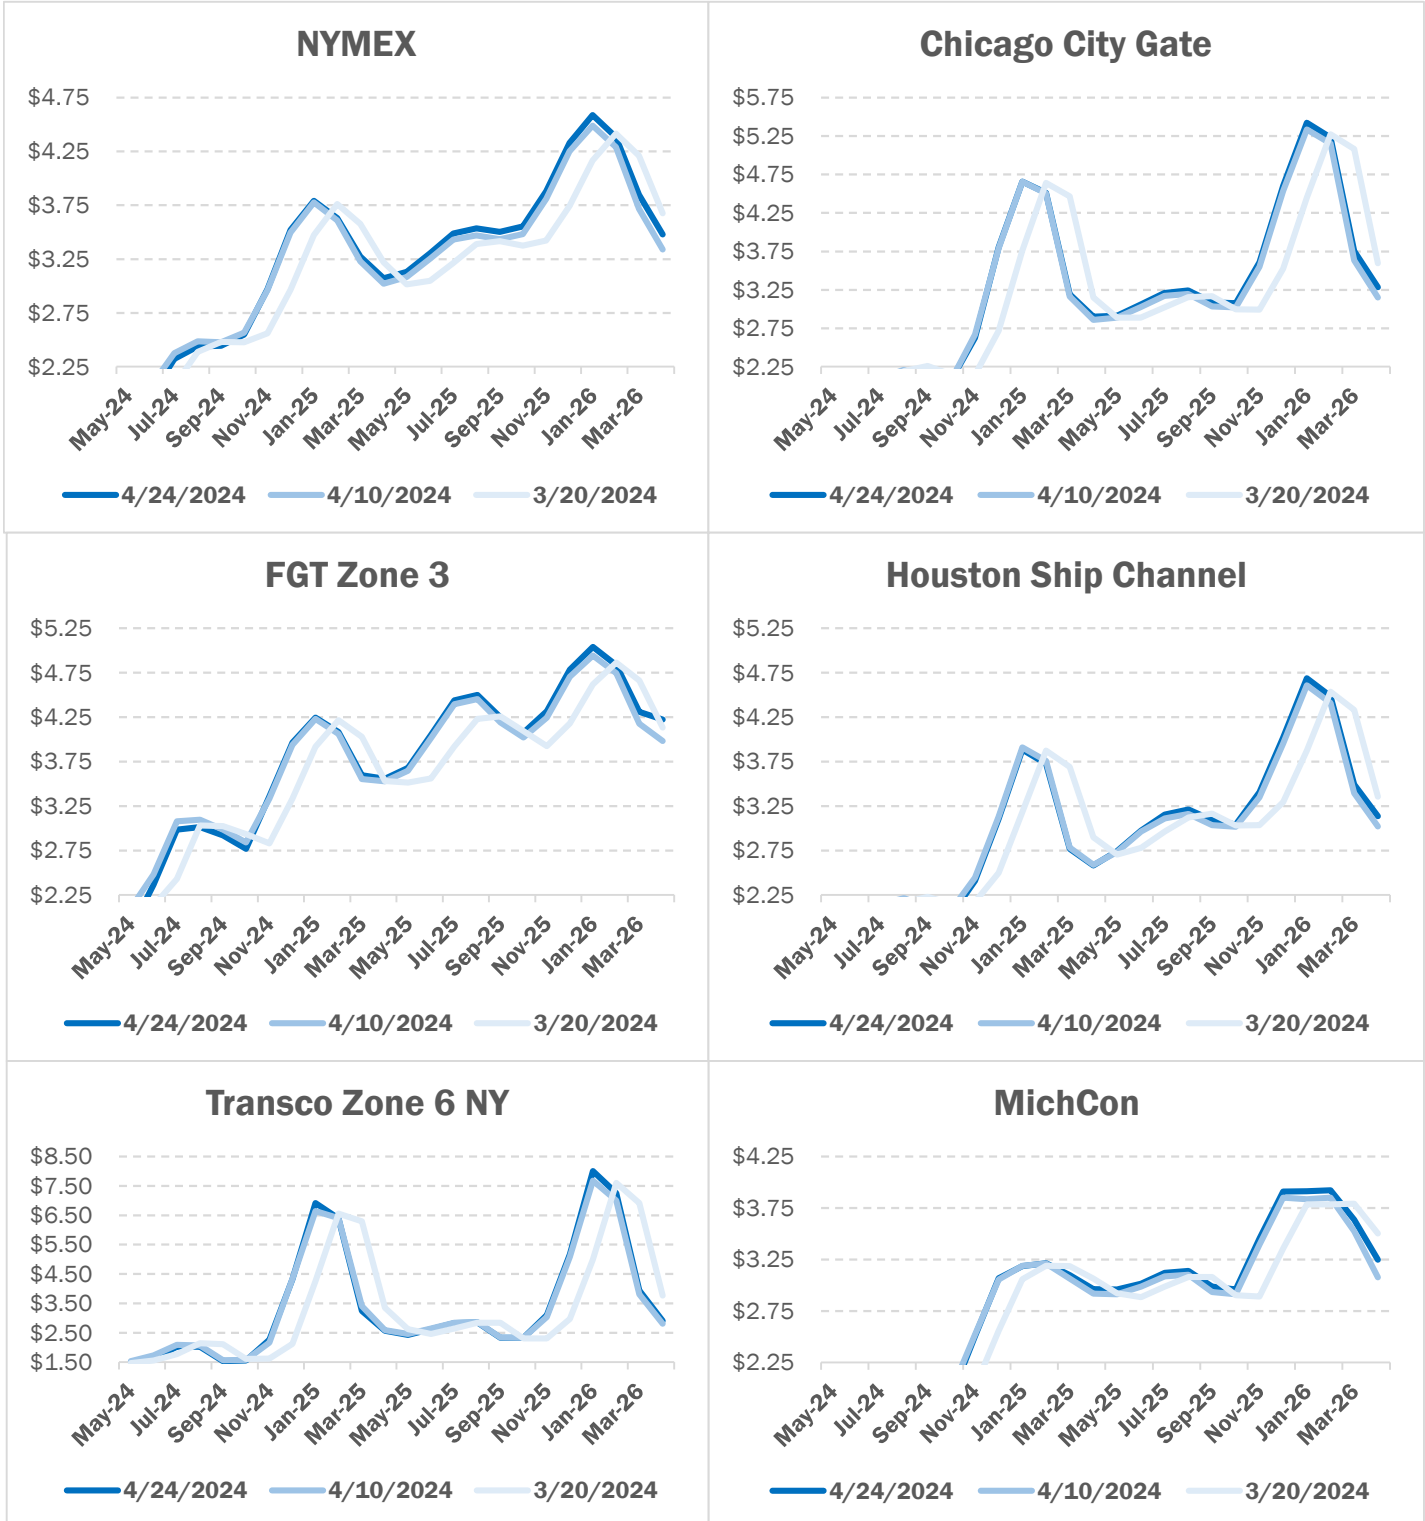 NYMEX
$4.75
$4.25
$3.75
$3.25
$2.75
$2.25
May-24 Jul-24 Sep-24 Nov-24 Jan-25 Mar-25 May-25 Jul-25 Sep-25 Nov-25 Jan-26 Mar-26
4/24/2024 4/10/2024 3/20/2024
Chicago City Gate
$5.75
$5.25
$4.75
$4.25
$3.75
$3.25
$2.75
$2.25
May-24 Jul-24 Sep-24 Nov-24 Jan-25 Mar-25 May-25 Jul-25 Sep-25 Nov-25 Jan-26 Mar-26
4/24/2024 4/10/2024 3/20/2024
FGT Zone 3
$5.25
$4.75
$4.25
$3.75
$3.25
$2.75
$2.25
May-24 Jul-24 Sep-24 Nov-24 Jan-25 Mar-25 May-25 Jul-25 Sep-25 Nov-25 Jan-26 Mar-26
4/24/2024 4/10/2024 3/20/2024
Houston Ship Channel
$5.25
$4.75
$4.25
$3.75
$3.25
$2.75
$2.25
May-24 Jul-24 Sep-24 Nov-24 Jan-25 Mar-25 May-25 Jul-25 Sep-25 Nov-25 Jan-26 Mar-26
4/24/2024 4/10/2024 3/20/2024
Transco Zone 6 NY
$8.50
$7.50
$6.50
$5.50
$4.50
$3.50
$2.50
$1.50
May-24 Jul-24 Sep-24 Nov-24 Jan-25 Mar-25 May-25 Jul-25 Sep-25 Nov-25 Jan-26 Mar-26
4/24/2024 4/10/2024 3/20/2024
MichCon
$4.25
$3.75
$3.25
$2.75
$2.25
May-24 Jul-24 Sep-24 Nov-24 Jan-25 Mar-25 May-25 Jul-25 Sep-25 Nov-25 Jan-26 Mar-26
4/24/2024 4/10/2024 3/20/2024